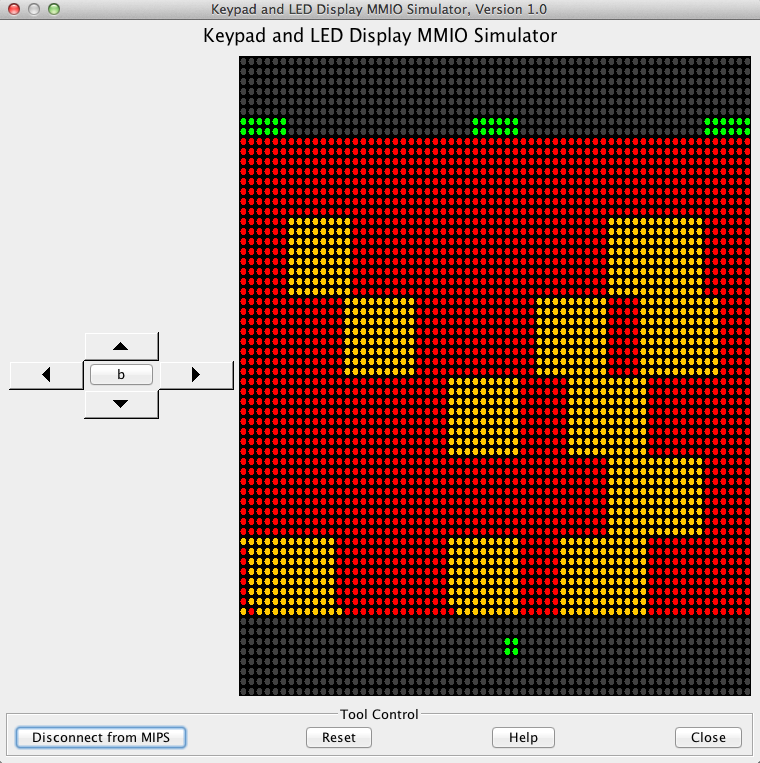 Keypad and LED Display MMIO Simulator, Version 1.0
Keypad and LED Display MMIO Simulator
b
Tool Control
Disconnect from MIPS
Reset
Help
Close